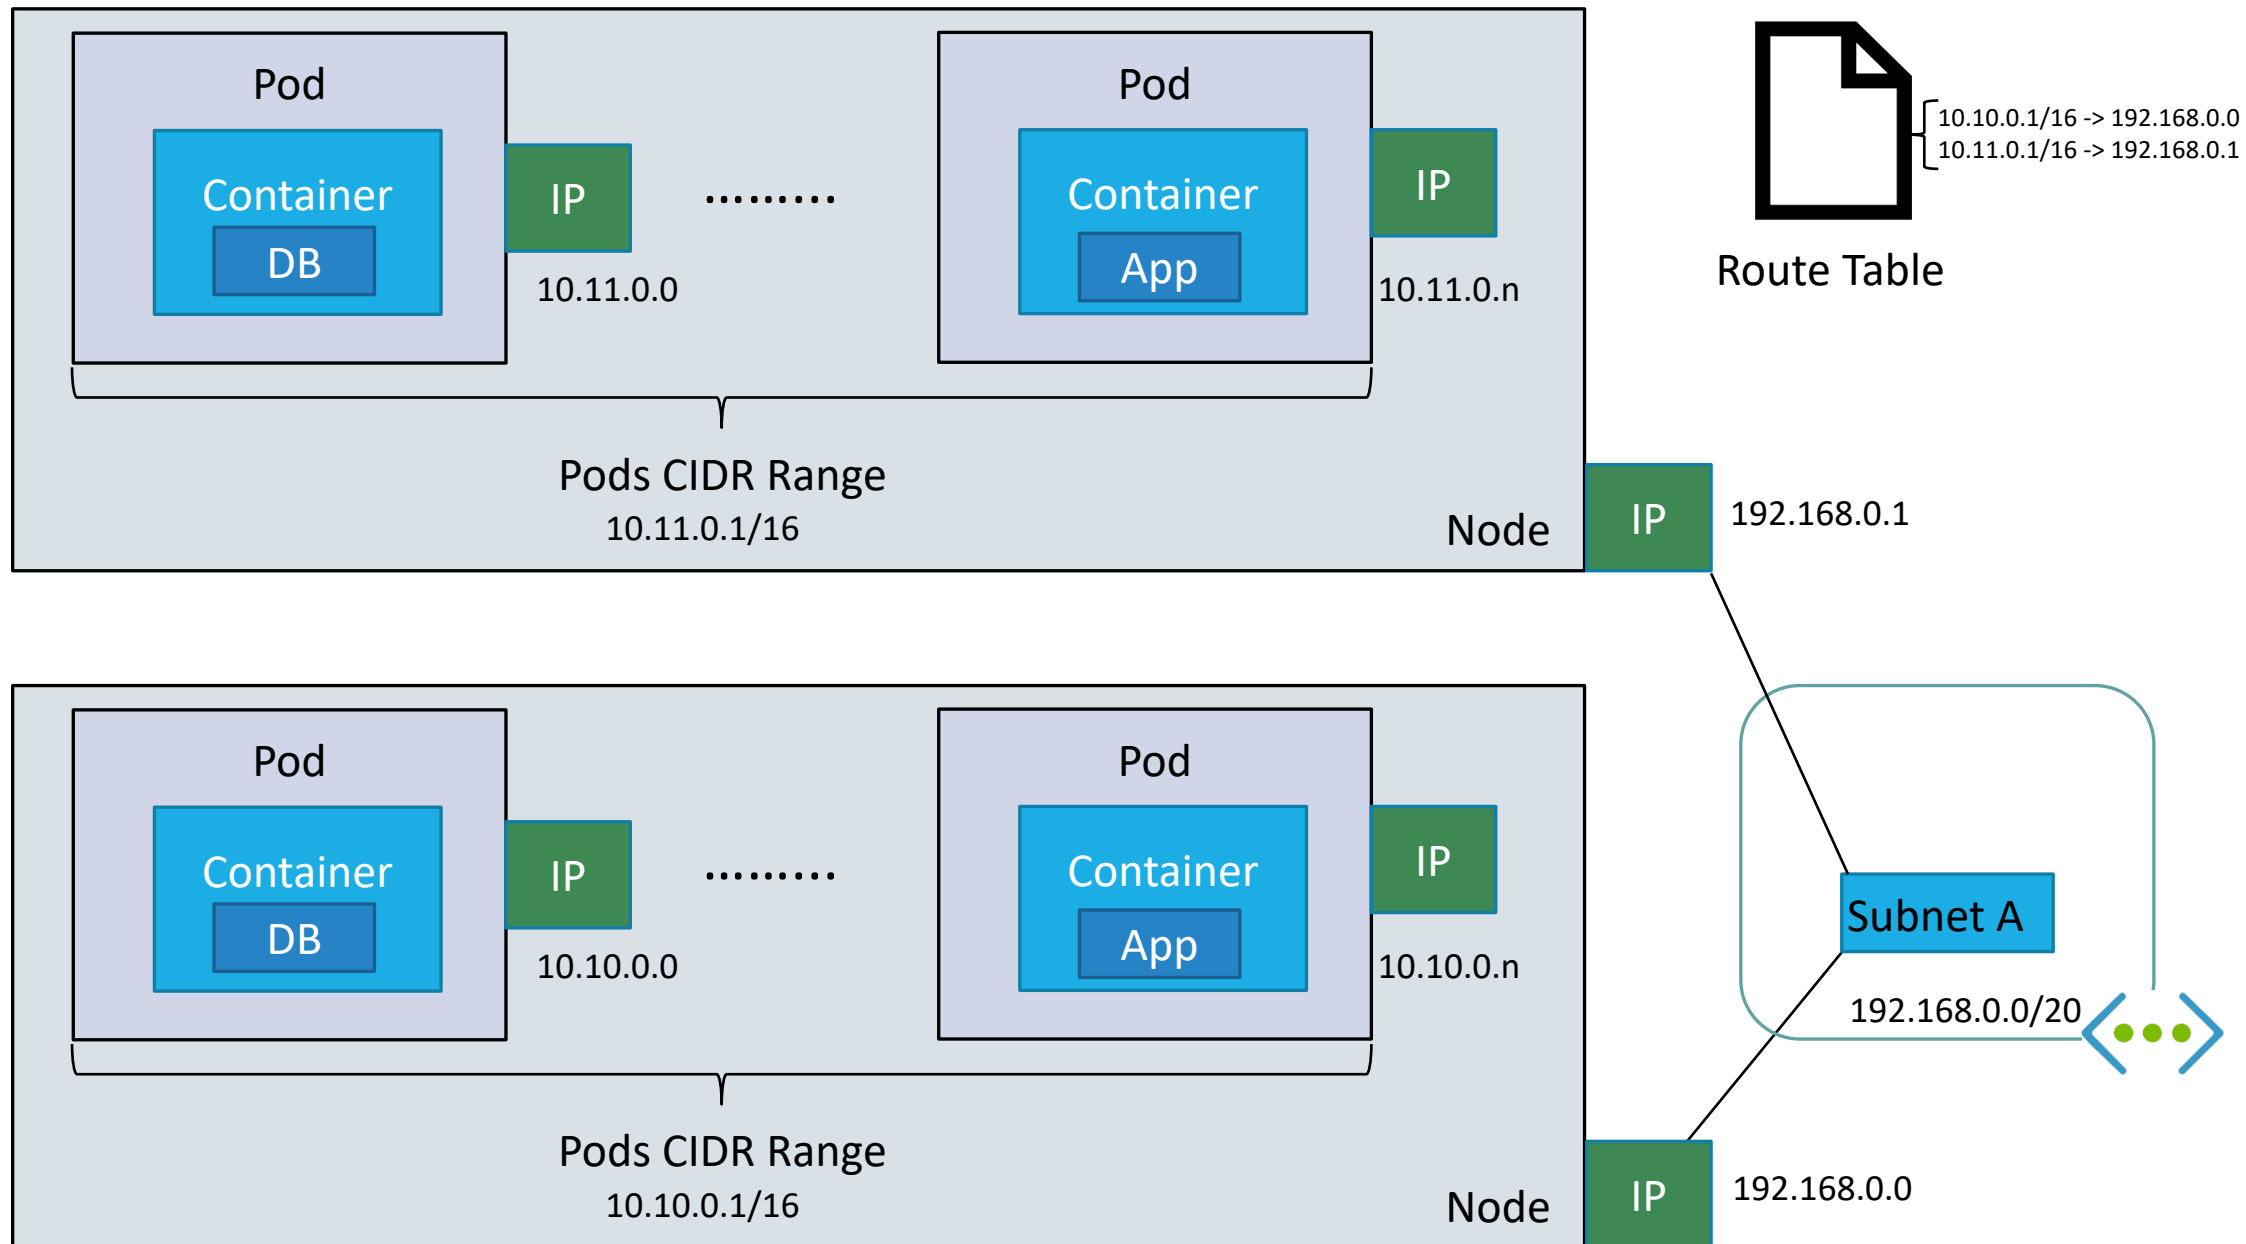 Pod
Container
DB
IP
10.11.0.0
.........
Pod
Container
App
IP
10.11.0.n
Pods CIDR Range
10.11.0.1/16
Node
IP
192.168.0.1
10.10.0.1/16 -> 192.168.0.0
10.11.0.1/16 -> 192.168.0.1
Route Table
Pod
Container
DB
IP
10.10.0.0
.........
Pod
Container
App
IP
10.10.0.n
Pods CIDR Range
10.10.0.1/16
Node
IP
192.168.0.0
Subnet A
192.168.0.0/20